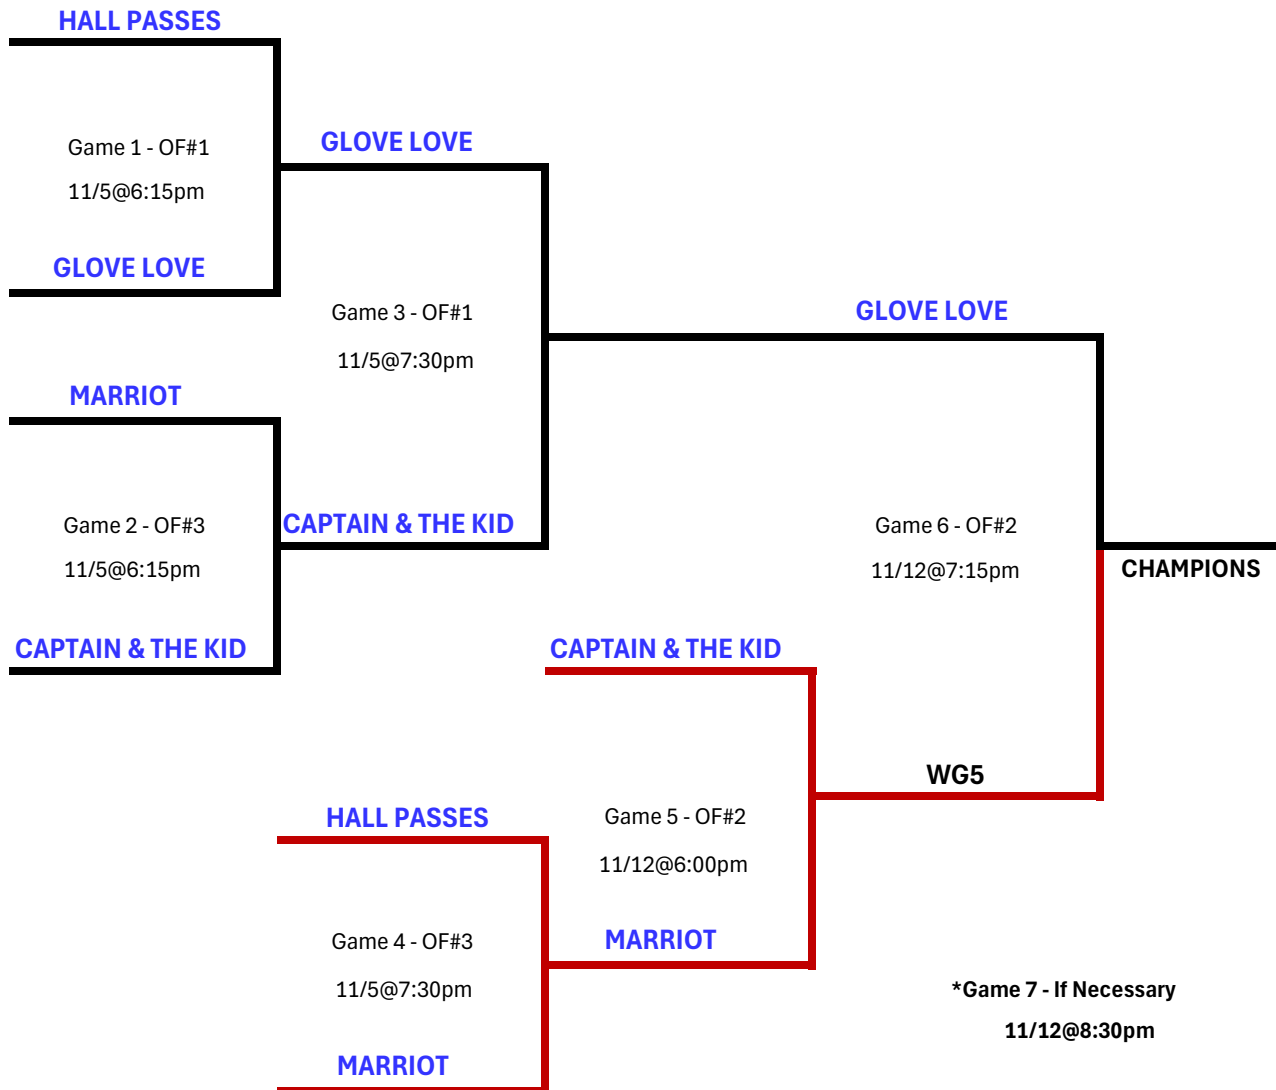 HALL PASSES
Game 1 - OF#1
11/5@6:15pm
GLOVE LOVE
GLOVE LOVE
Game 3 - OF#1
11/5@7:30pm
GLOVE LOVE
MARRIOT
Game 2 - OF#3
11/5@6:15pm
CAPTAIN & THE KID
CAPTAIN & THE KID
Game 6 - OF#2
11/12@7:15pm
CHAMPIONS
CAPTAIN & THE KID
WG5
HALL PASSES
Game 5 - OF#2
11/12@6:00pm
Game 4 - OF#3
11/5@7:30pm
MARRIOT
MARRIOT
*Game 7 - If Necessary
11/12@8:30pm